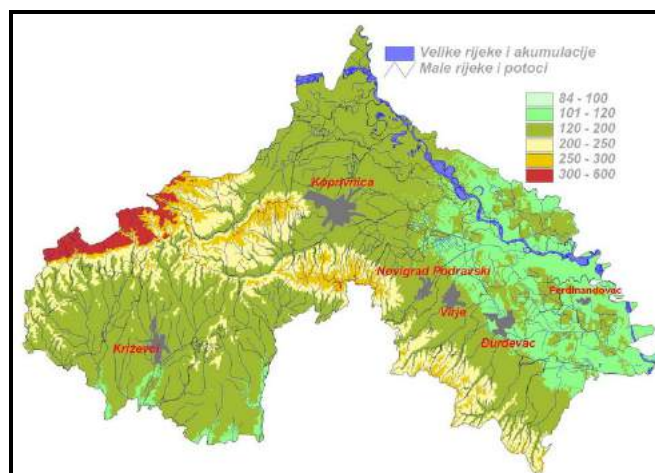 Velike rijeke i akumulacije
Male rijeke i potoci
84 - 100
101 - 120
120 - 200
200 - 250
250 - 300
300 - 600
Koprivnica
Novigrad Podravski
Ferdinandovac
Virje
Đurđevac
Križevci